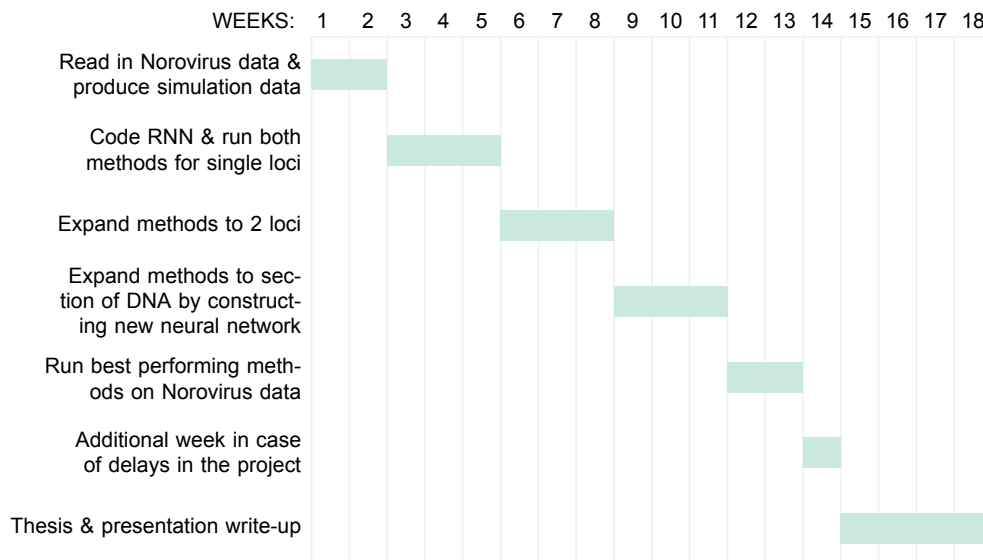 WEEKS: 1 2 3 4 5 6 7 8 9 10 11 12 13 14 15 16 17 18
Read in Norovirus data &
produce simulation data
Code RNN & run both
methods for single loci
Expand methods to 2 loci
Expand methods to sec-
tion of DNA by construct-
ing new neural network
Run best performing meth-
ods on Norovirus data
Additional week in case
of delays in the project
Thesis & presentation write-up